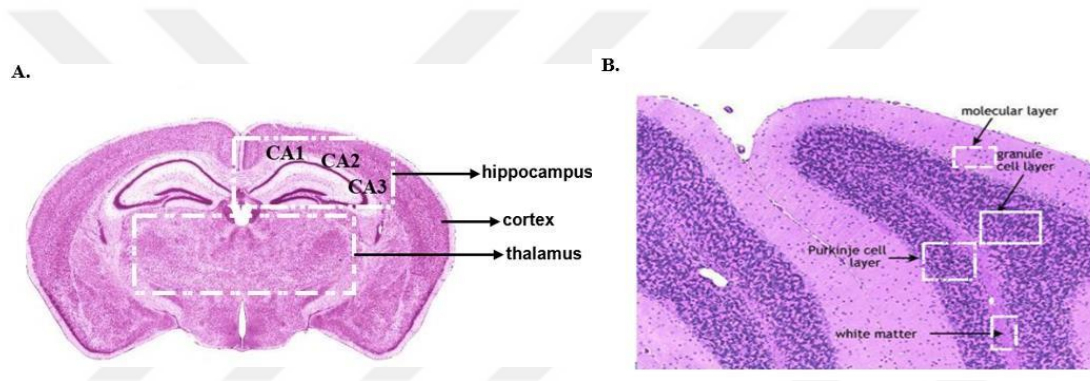 A.
CA1
CA2
CA3
hippocampus
cortex
thalamus
B.
molecular layer
granule
cell layer
Purkinje cell
layer
white matter